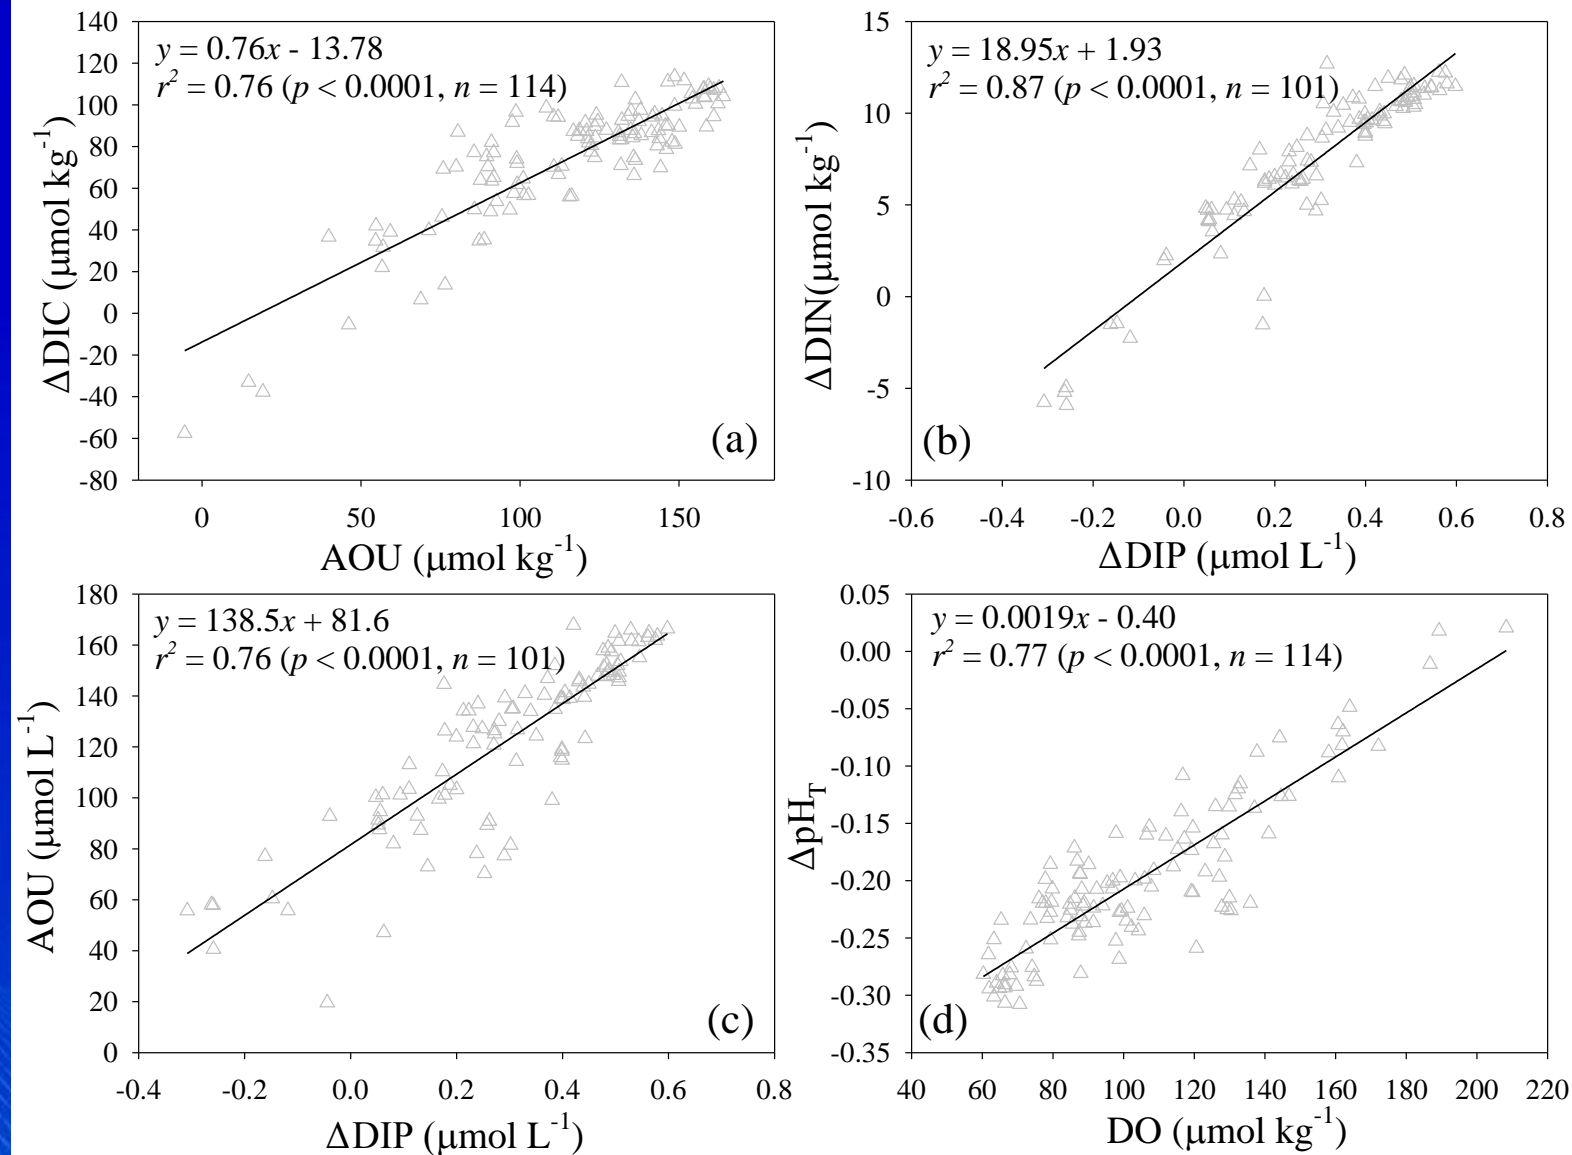 y = 0.76x - 13.78
r² = 0.76 (p < 0.0001, n = 114)
140
120
100
80
60
40
20
0
-20
-40
-60
-80
ΔDIC (μmol kg⁻¹)
(a)
0 50 100 150
AOU (μmol kg⁻¹)
y = 18.95x + 1.93
r² = 0.87 (p < 0.0001, n = 101)
15
10
5
0
-5
-10
ΔDIN(μmol kg⁻¹)
(b)
-0.6 -0.4 -0.2 0.0 0.2 0.4 0.6 0.8
ΔDIP (μmol L⁻¹)
y = 138.5x + 81.6
r² = 0.76 (p < 0.0001, n = 101)
180
160
140
120
100
80
60
40
20
0
AOU (μmol L⁻¹)
(c)
-0.4 -0.2 0.0 0.2 0.4 0.6 0.8
ΔDIP (μmol L⁻¹)
y = 0.0019x - 0.40
r² = 0.77 (p < 0.0001, n = 114)
0.05
0.00
-0.05
-0.10
-0.15
-0.20
-0.25
-0.30
-0.35
ΔpH_T
(d)
40 60 80 100 120 140 160 180 200 220
DO (μmol kg⁻¹)